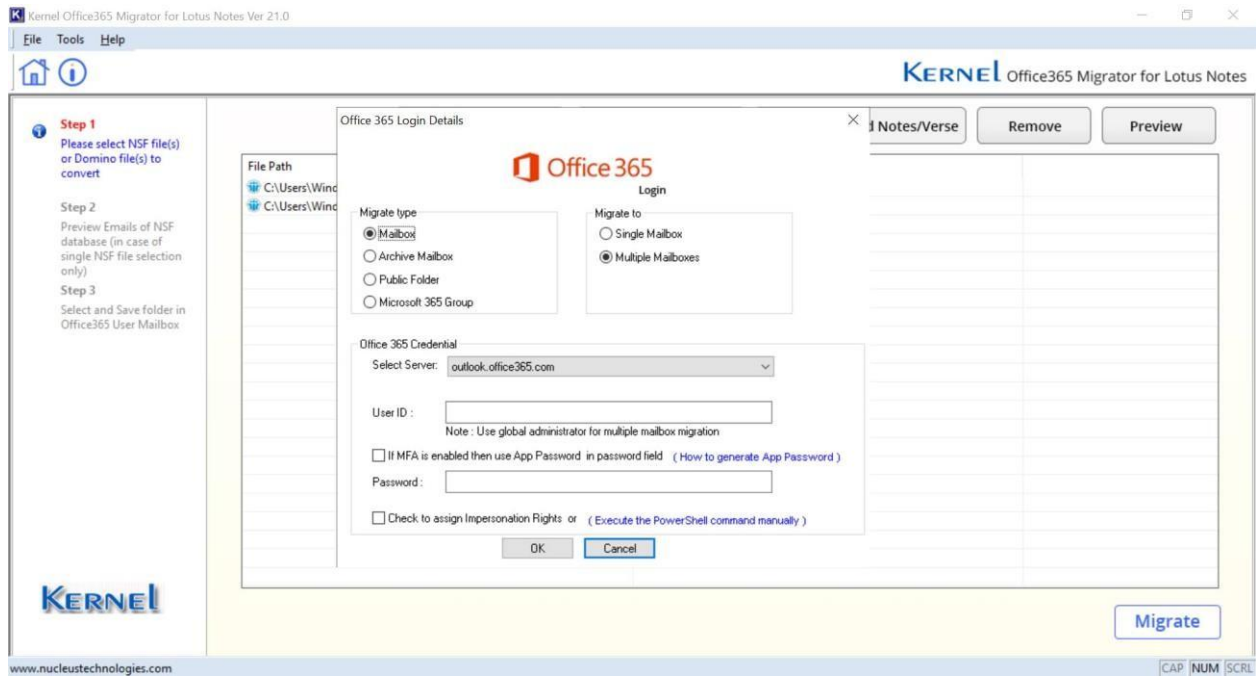 Kernel Office365 Migrator for Lotus Notes Ver 21.0
File Tools Help
KERNEL Office365 Migrator for Lotus Notes
Step 1
Please select NSF file(s)
or Domino file(s) to
convert
Step 2
Preview Emails of NSF
database (in case of
single NSF file selection
only)
Step 3
Select and Save folder in
Office365 User Mailbox
KERNEL
Notes/Verse Remove Preview
File Path
C:\Users\Wind
C:\Users\Wind
Office 365 Login Details
Office 365
Login
Migrate type
Mailbox
Archive Mailbox
Public Folder
Microsoft 365 Group
Migrate to
Single Mailbox
Multiple Mailboxes
Office 365 Credential
Select Server: outlook.office365.com
User ID :
Note : Use global administrator for multiple mailbox migration
If MFA is enabled then use App Password in password field ( How to generate App Password )
Password :
Check to assign Impersonation Rights or ( Execute the PowerShell command manually )
OK Cancel
Migrate
www.nucleustechnologies.com
CAP NUM SCRL